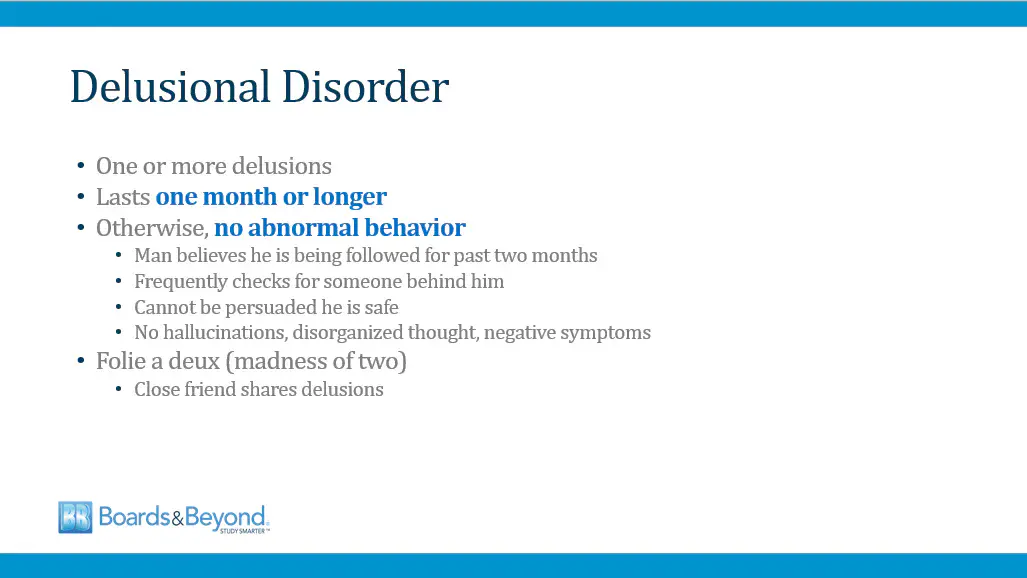 Delusional Disorder
• One or more delusions
• Lasts one month or longer
• Otherwise, no abnormal behavior
• Man believes he is being followed for past two months
• Frequently checks for someone behind him
• Cannot be persuaded he is safe
• No hallucinations, disorganized thought, negative symptoms
• Folie a deux (madness of two)
• Close friend shares delusions
BB Boards&Beyond.
STUDY SMARTER™